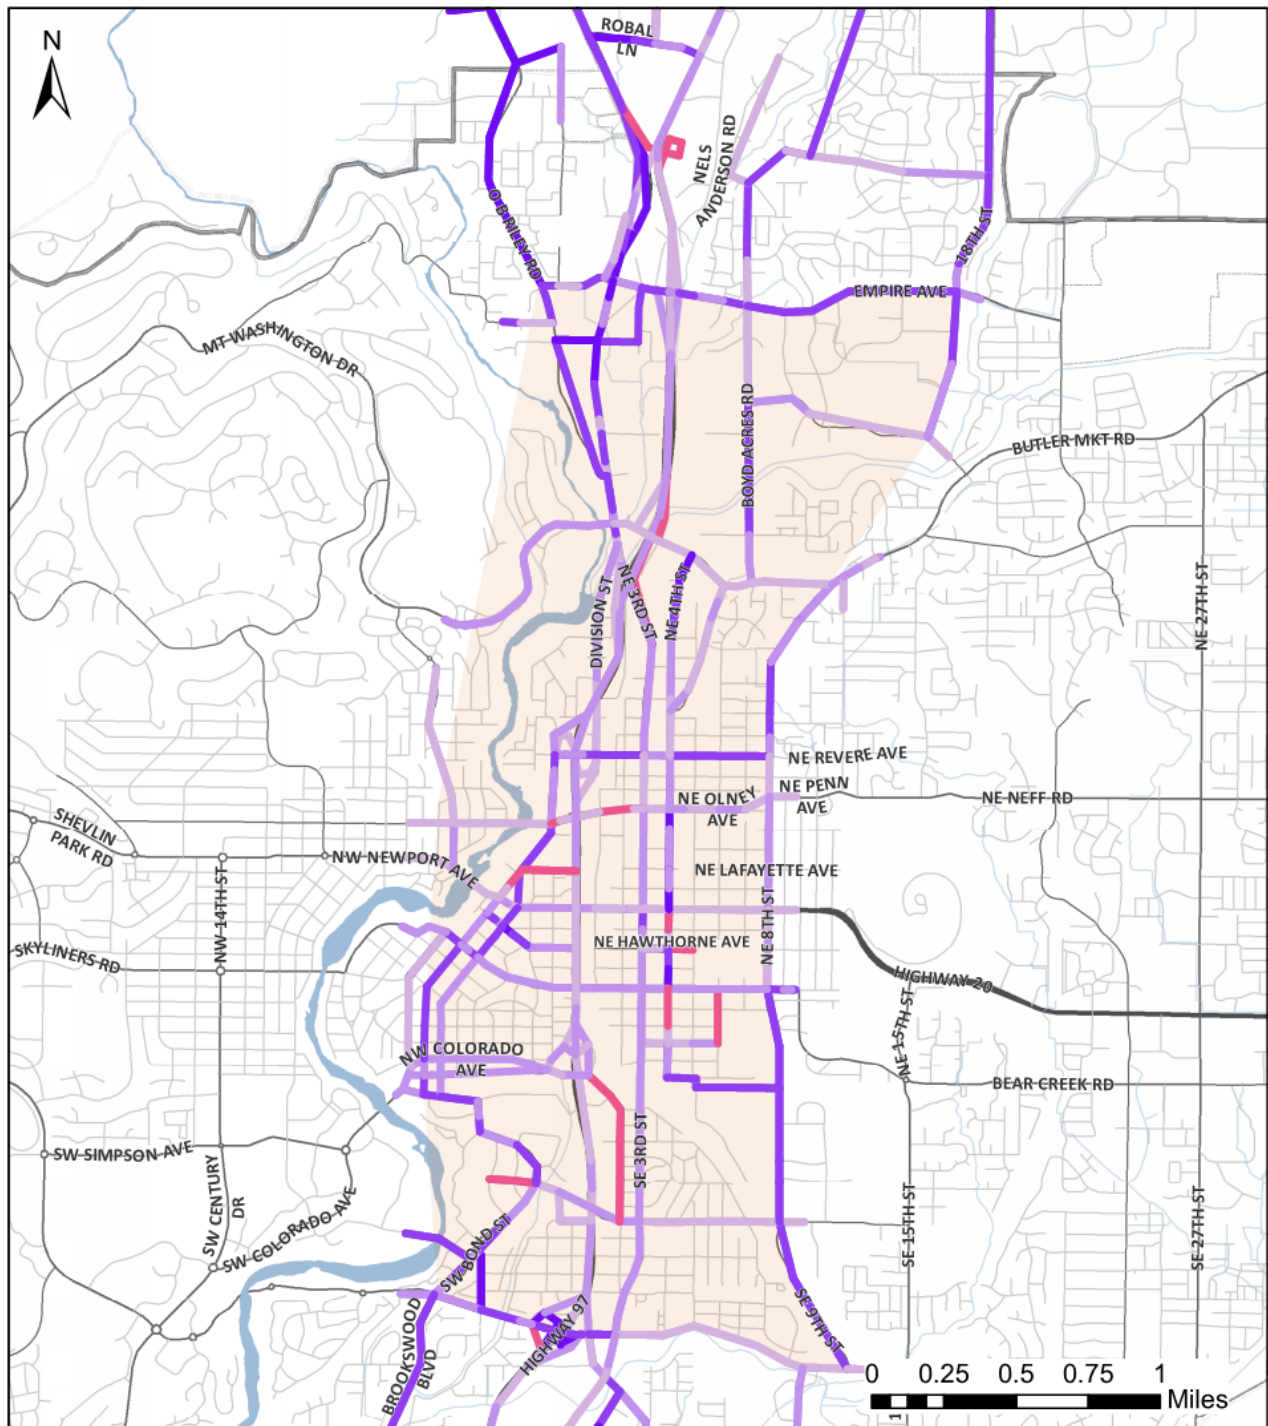 N
ROBAL
LN
NELS
ANDERSON RD
O B RILEY RD
18TH ST
EMPIRE AVE
MT WASHINGTON DR
BOYD ACRES RD
BUTLER MKT RD
DIVISION ST
NE 3RD ST
NE 4TH ST
NE 27TH ST
NE REVERE AVE
NE OLNEY
AVE
NE PENN
AVE
NE NEFF RD
SHEVLIN
PARK RD
NW NEWPORT AVE
NE LAFAYETTE AVE
NW 14TH ST
NE 8TH ST
NE HAWTHORNE AVE
SKYLINERS RD
HIGHWAY 20
NE 15TH ST
NW COLORADO
AVE
BEAR CREEK RD
SE 3RD ST
SW SIMPSON AVE
SW CENTURY
DR
SW COLORADO AVE
SW BOND ST
SE 15TH ST
SE 27TH ST
BROOKSWOOD
BLVD
HIGHWAY 97
SE 9TH ST
0 0.25 0.5 0.75 1
Miles